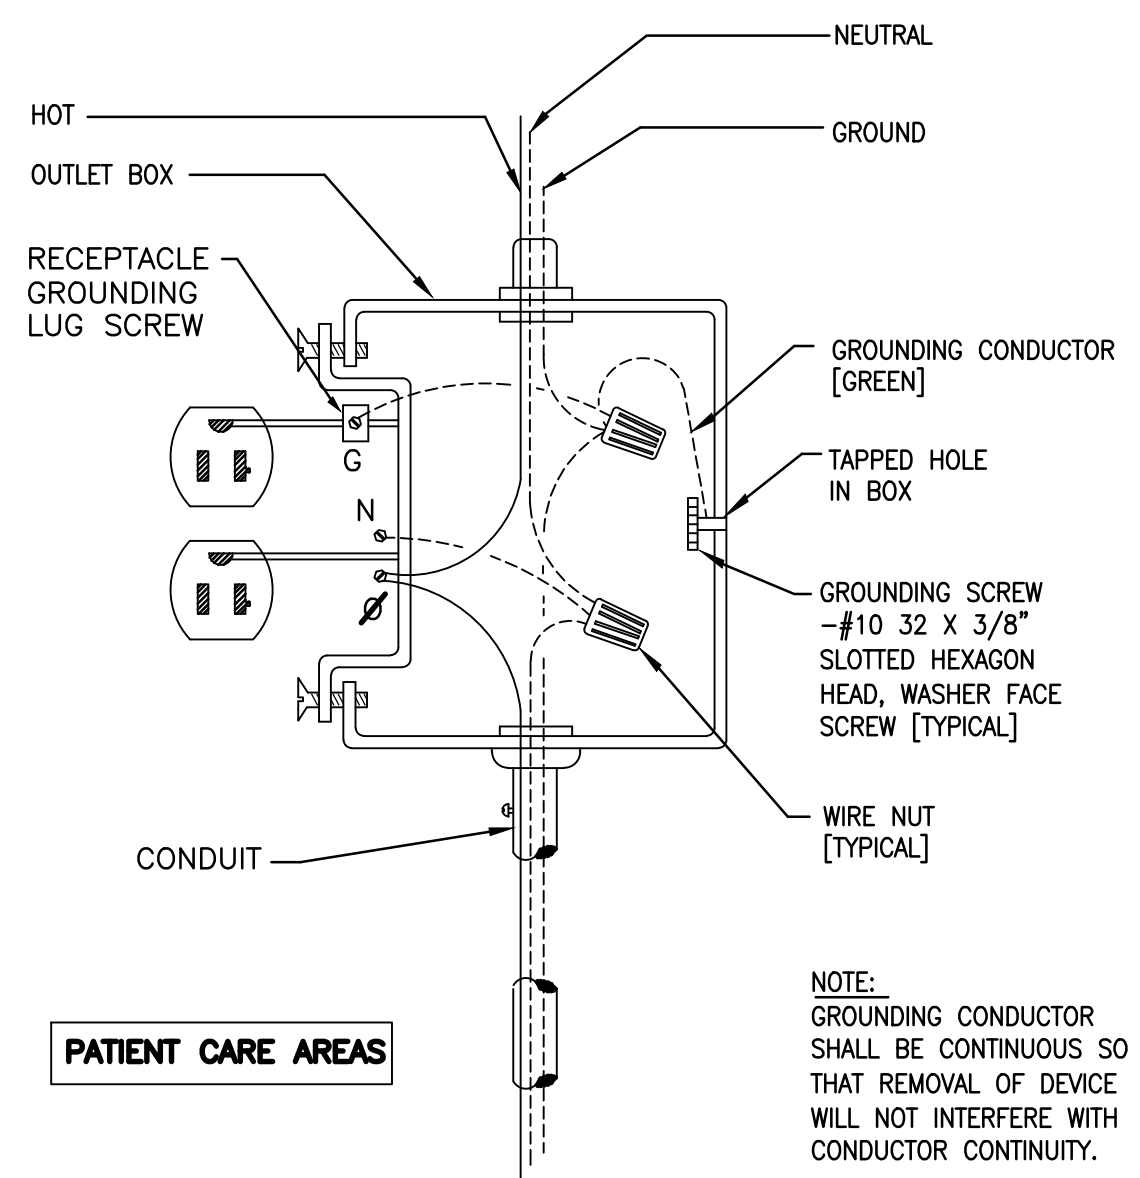 NEUTRAL
HOT
GROUND
OUTLET BOX
RECEPTACLE
GROUNDING
LUG SCREW
GROUNDING CONDUCTOR
[GREEN]
G
TAPPED HOLE
IN BOX
N
GROUNDING SCREW
-#10 32 X 3/8"
SLOTTED HEXAGON
HEAD, WASHER FACE
SCREW [TYPICAL]
Ø
WIRE NUT
[TYPICAL]
CONDUIT
NOTE:
GROUNDING CONDUCTOR
SHALL BE CONTINUOUS SO
THAT REMOVAL OF DEVICE
WILL NOT INTERFERE WITH
CONDUCTOR CONTINUITY.
PATIENT CARE AREAS